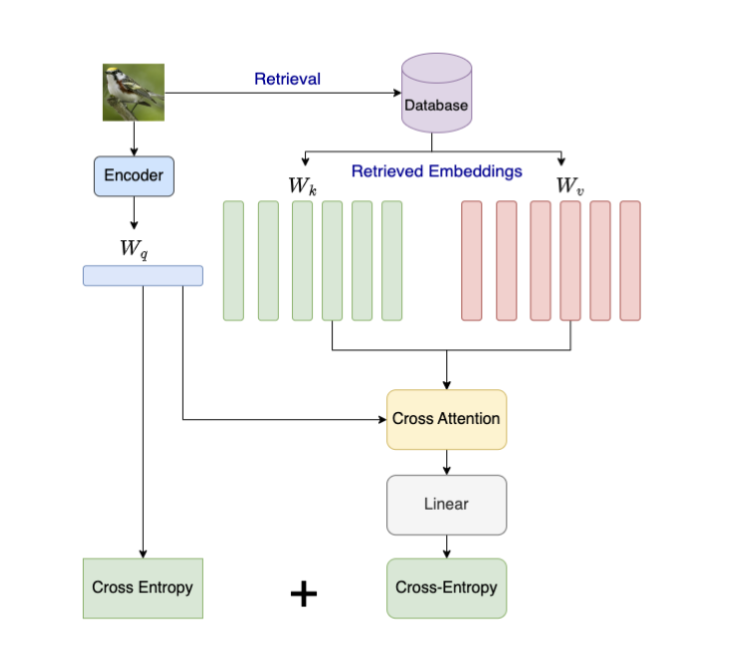 Retrieval
Database
Encoder
Retrieved Embeddings
W_k
W_v
W_q
Cross Attention
Linear
Cross Entropy
+
Cross-Entropy